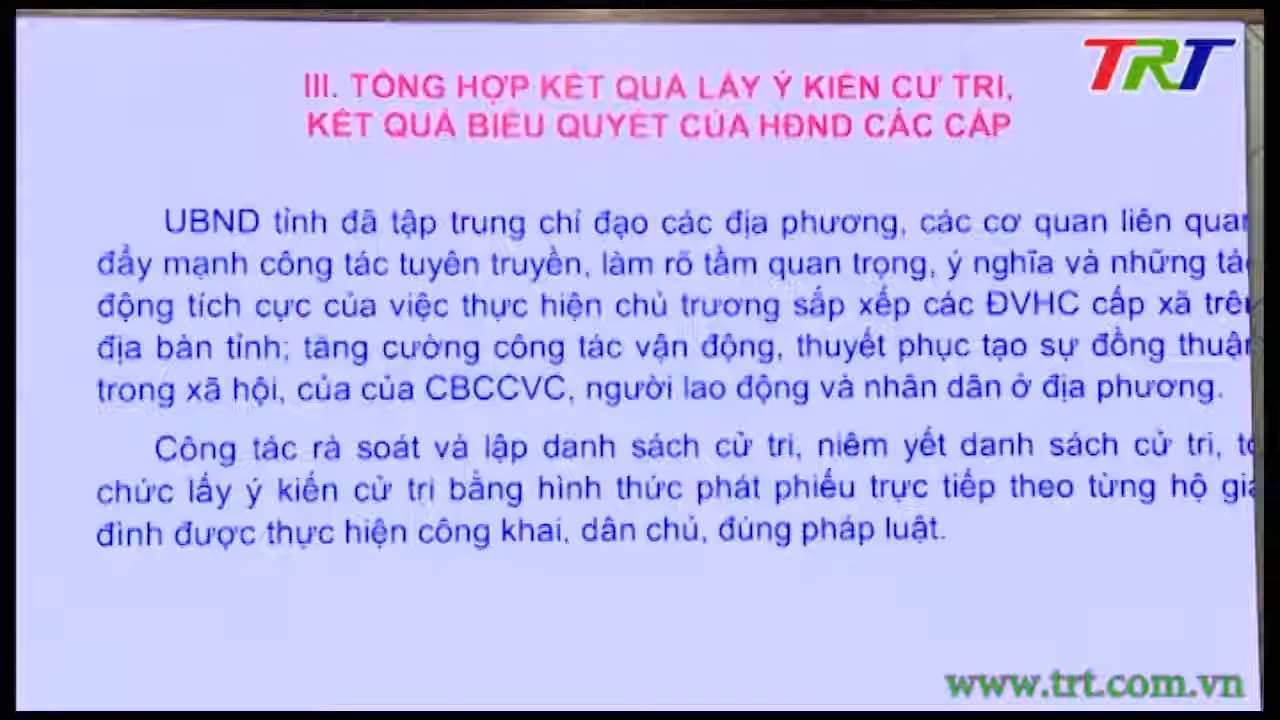 TRT
III. TỔNG HỢP KẾT QUẢ LẤY Ý KIẾN CỬ TRI,
KẾT QUẢ BIỂU QUYẾT CỦA HĐND CÁC CẤP
UBND tỉnh đã tập trung chỉ đạo các địa phương, các cơ quan liên quan
đẩy mạnh công tác tuyên truyền, làm rõ tầm quan trọng, ý nghĩa và những tác
động tích cực của việc thực hiện chủ trương sắp xếp các ĐVHC cấp xã trên
địa bàn tỉnh; tăng cường công tác vận động, thuyết phục tạo sự đồng thuận
trong xã hội, của của CBCCVC, người lao động và nhân dân ở địa phương.
Công tác rà soát và lập danh sách cử tri, niêm yết danh sách cử tri, tổ
chức lấy ý kiến cử tri bằng hình thức phát phiếu trực tiếp theo từng hộ gia
đình được thực hiện công khai, dân chủ, đúng pháp luật.
www.trt.com.vn